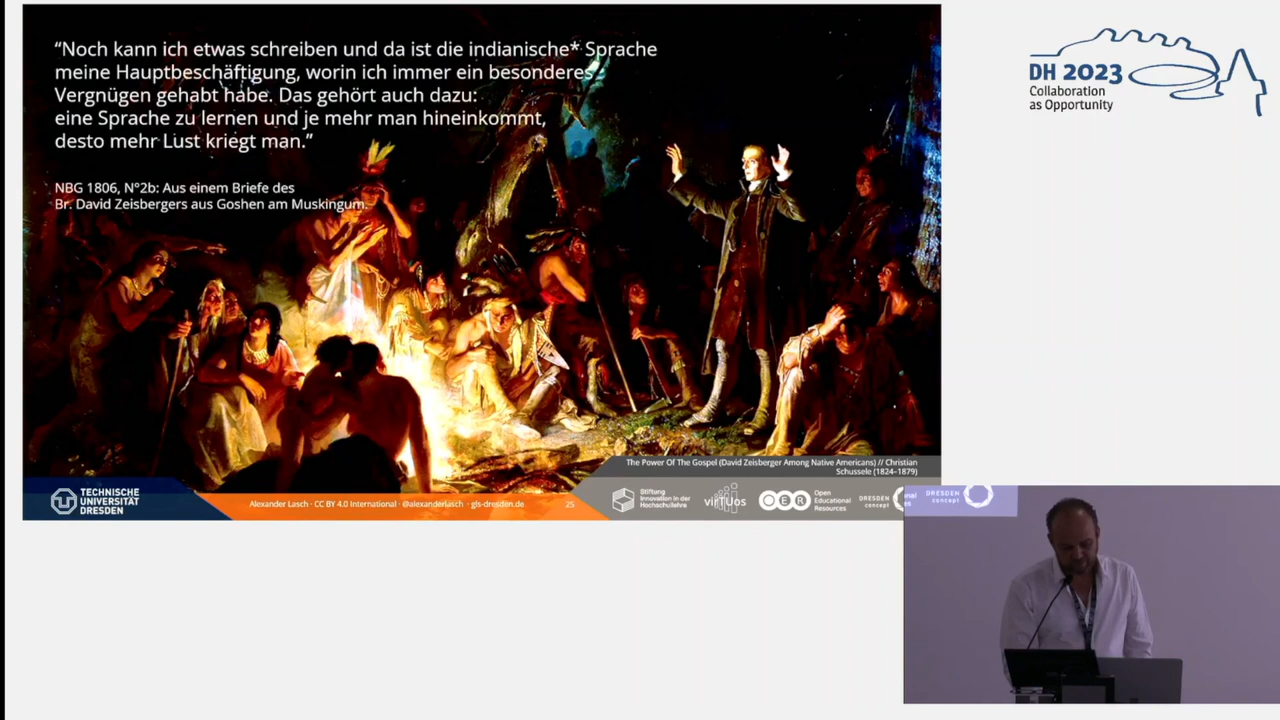 “Noch kann ich etwas schreiben und da ist die indianische* Sprache
meine Hauptbeschäftigung, worin ich immer ein besonderes
Vergnügen gehabt habe. Das gehört auch dazu:
eine Sprache zu lernen und je mehr man hineinkommt,
desto mehr Lust kriegt man.”
NBG 1806, N°2b: Aus einem Briefe des
Br. David Zeisbergers aus Goshen am Muskingum.
The Power Of The Gospel (David Zeisberger Among Native Americans) // Christian
Schussele (1824–1879)
TECHNISCHE
UNIVERSITÄT
DRESDEN
Alexander Lasch · CC BY 4.0 International · @alexanderlasch · gls-dresden.de
25
Stiftung
Innovation in der
Hochschullehre
virTUos
OER
Open
Educational
Resources
DRESDEN
concept
DH 2023
Collaboration
as Opportunity
DRESDEN
concept